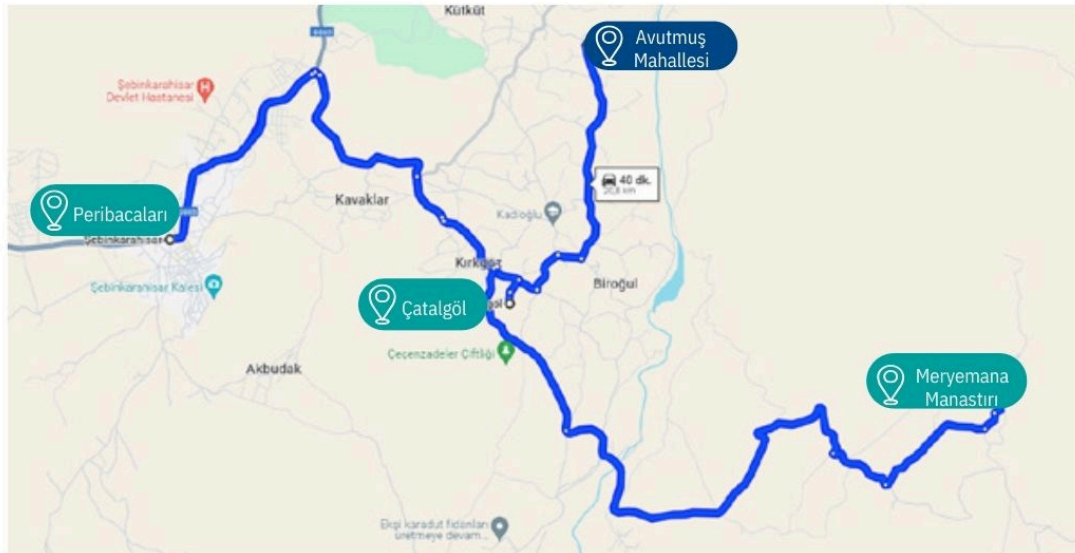 Kütküt
Avutmuş
Mahallesi
Şebinkarahisar
Devlet Hastanesi
40 dk.
Kavaklar
Peribacaları
Kadıoğlu
Şebinkarahisar
Kırkgöz
Biroğul
Şebinkarahisar Kalesi
Çatalgöl
göl
Çeçenzadeler Çiftliği
Akbudak
Meryemana
Manastırı
Ekşi karadut fidanları
üretmeye devam...